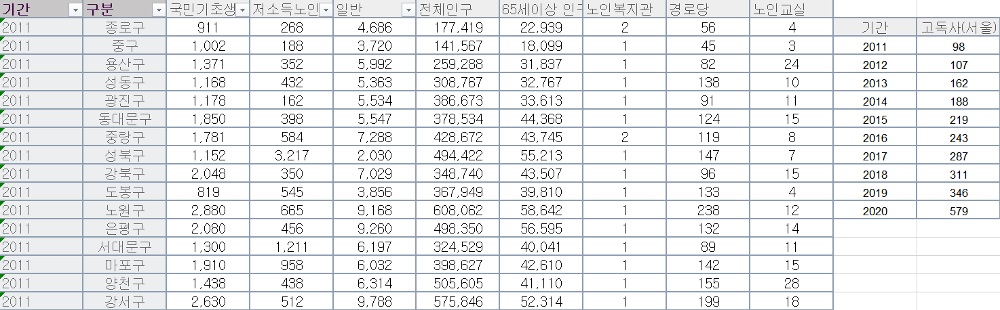 기간 구분 국민기초생 저소득노인 일반 전체인구 65세이상 인구 노인복지관 경로당 노인교실
2011 종로구 911 268 4,686 177,419 22,939 2 56 4 기간 고독사(서울)
2011 중구 1,002 188 3,720 141,567 18,099 1 45 3 2011 98
2011 용산구 1,371 352 5,992 259,288 31,837 1 82 24 2012 107
2011 성동구 1,168 432 5,363 308,767 32,767 1 138 10 2013 162
2011 광진구 1,178 162 5,534 386,673 33,613 1 91 11 2014 188
2011 동대문구 1,850 398 5,547 378,534 44,368 1 124 15 2015 219
2011 중랑구 1,781 584 7,288 428,672 43,745 2 119 8 2016 243
2011 성북구 1,152 3,217 2,030 494,422 55,213 1 147 7 2017 287
2011 강북구 2,048 350 7,029 348,740 43,507 1 96 15 2018 311
2011 도봉구 819 545 3,856 367,949 39,810 1 133 4 2019 346
2011 노원구 2,880 665 9,168 608,062 58,642 1 238 12 2020 579
2011 은평구 2,080 456 9,260 498,350 56,595 1 132 14
2011 서대문구 1,300 1,211 6,197 324,529 40,041 1 89 11
2011 마포구 1,910 958 6,032 398,627 42,610 1 142 15
2011 양천구 1,438 438 6,314 505,605 41,110 1 155 28
2011 강서구 2,630 512 9,788 575,846 52,314 1 199 18